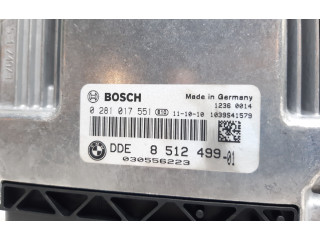 BOSCH
Made in Germany
1236 0014
0 281 017 551 K15 11-10-10 1039S41579
DDE 8 512 499-01
030556223